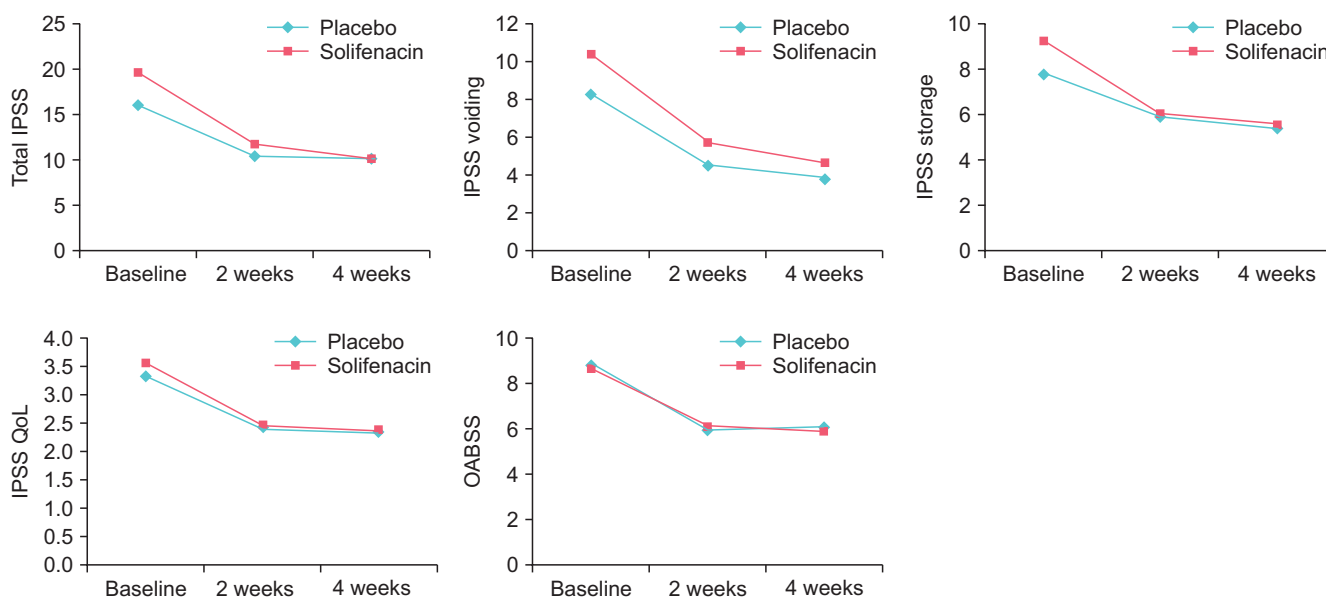 Total IPSS
25
20
15
10
5
0
Placebo
Solifenacin
Baseline
2 weeks
4 weeks
IPSS voiding
12
10
8
6
4
2
0
Placebo
Solifenacin
Baseline
2 weeks
4 weeks
IPSS storage
10
8
6
4
2
0
Placebo
Solifenacin
Baseline
2 weeks
4 weeks
IPSS QoL
4.0
3.5
3.0
2.5
2.0
1.5
1.0
0.5
0.0
Placebo
Solifenacin
Baseline
2 weeks
4 weeks
OABSS
10
8
6
4
2
0
Placebo
Solifenacin
Baseline
2 weeks
4 weeks